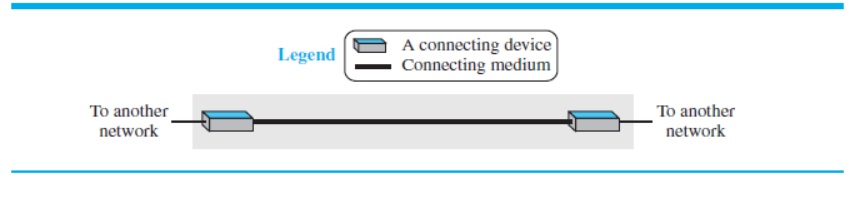 Legend
A connecting device
Connecting medium
To another
network
To another
network